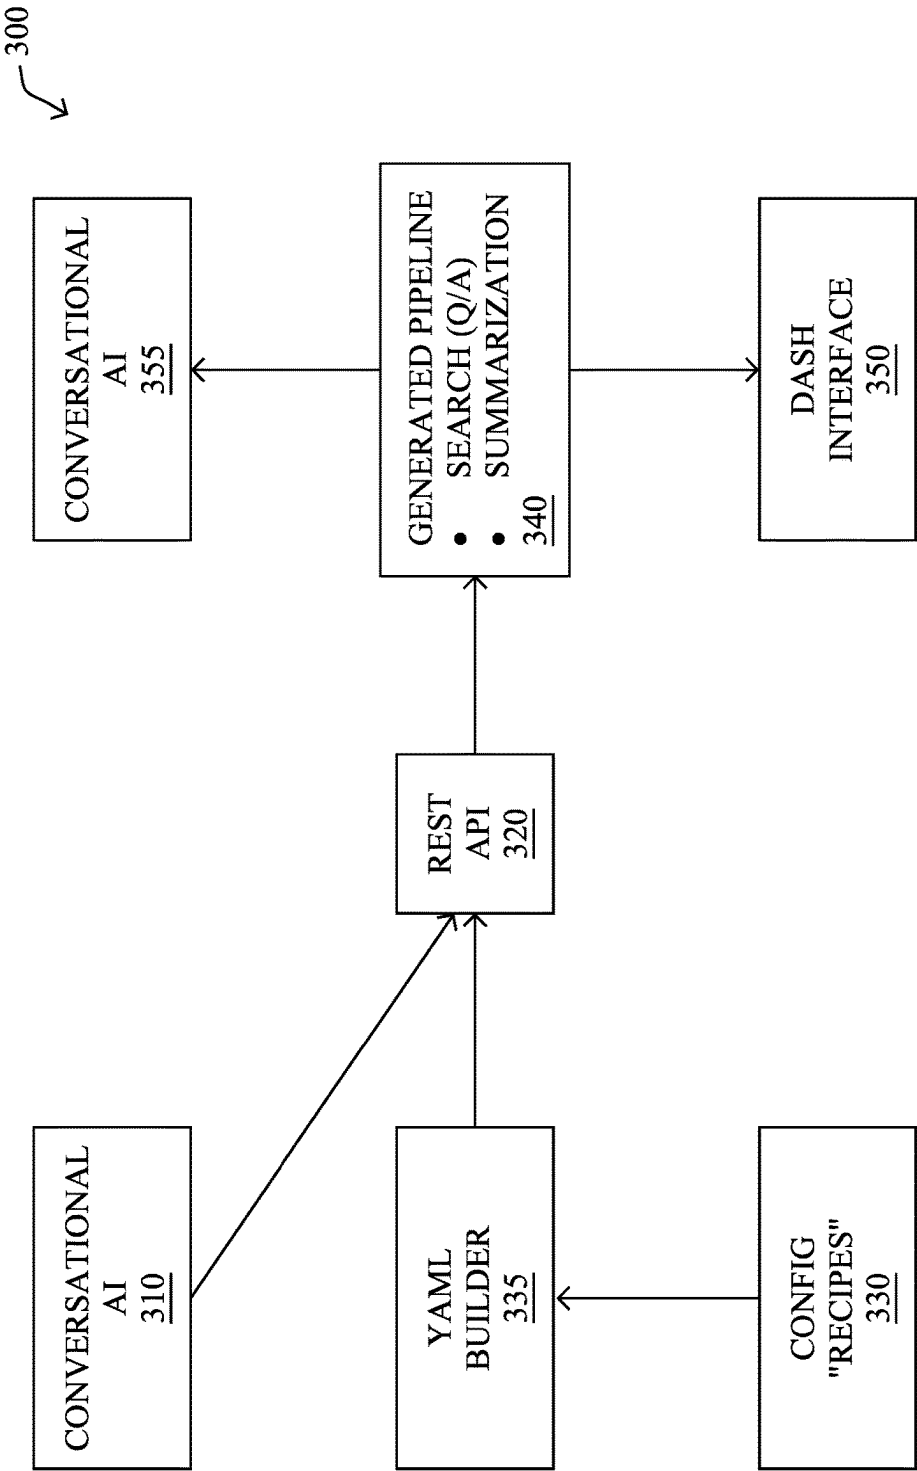 300
CONVERSATIONAL
AI
310
CONVERSATIONAL
AI
355
YAML
BUILDER
335
REST
API
320
GENERATED PIPELINE
• SEARCH (Q/A)
• SUMMARIZATION
340
CONFIG
"RECIPES"
330
DASH
INTERFACE
350